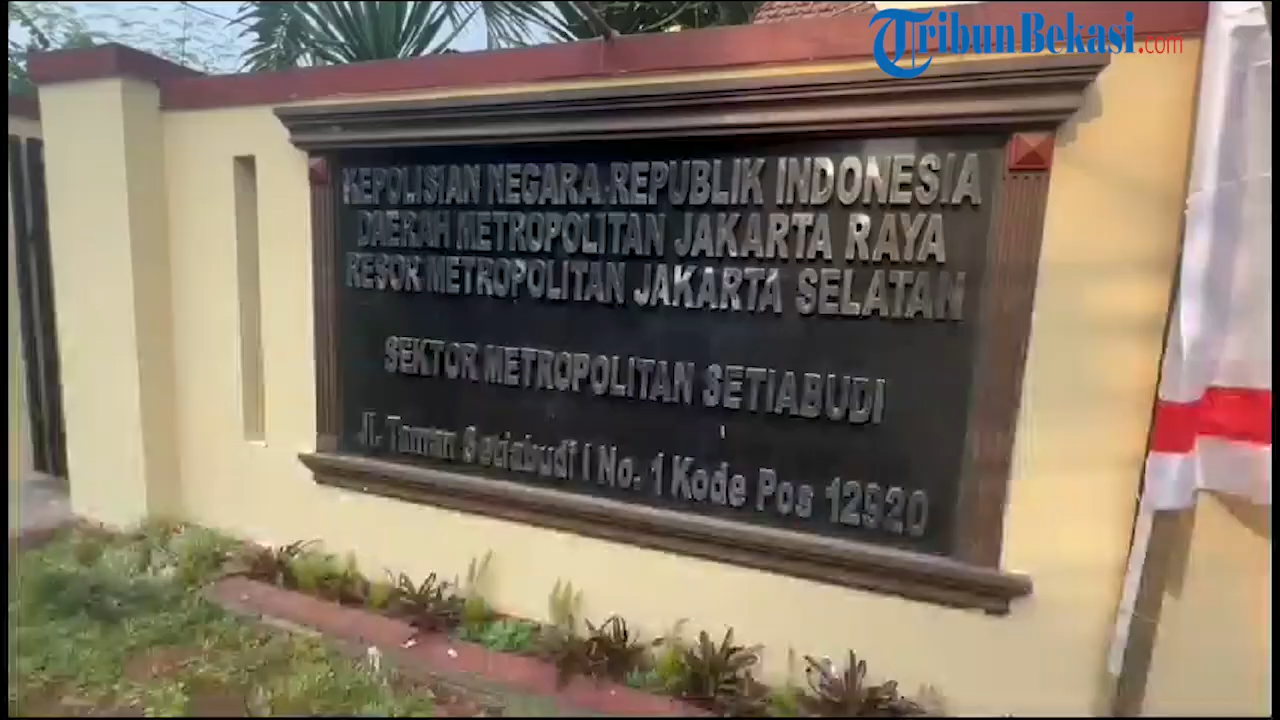 TribunBekasi.com
KEPOLISIAN NEGARA REPUBLIK INDONESIA
DAERAH METROPOLITAN JAKARTA RAYA
RESOR METROPOLITAN JAKARTA SELATAN
SEKTOR METROPOLITAN SETIABUDI
Jl. Taman Setiabudi I No. 1 Kode Pos 12920